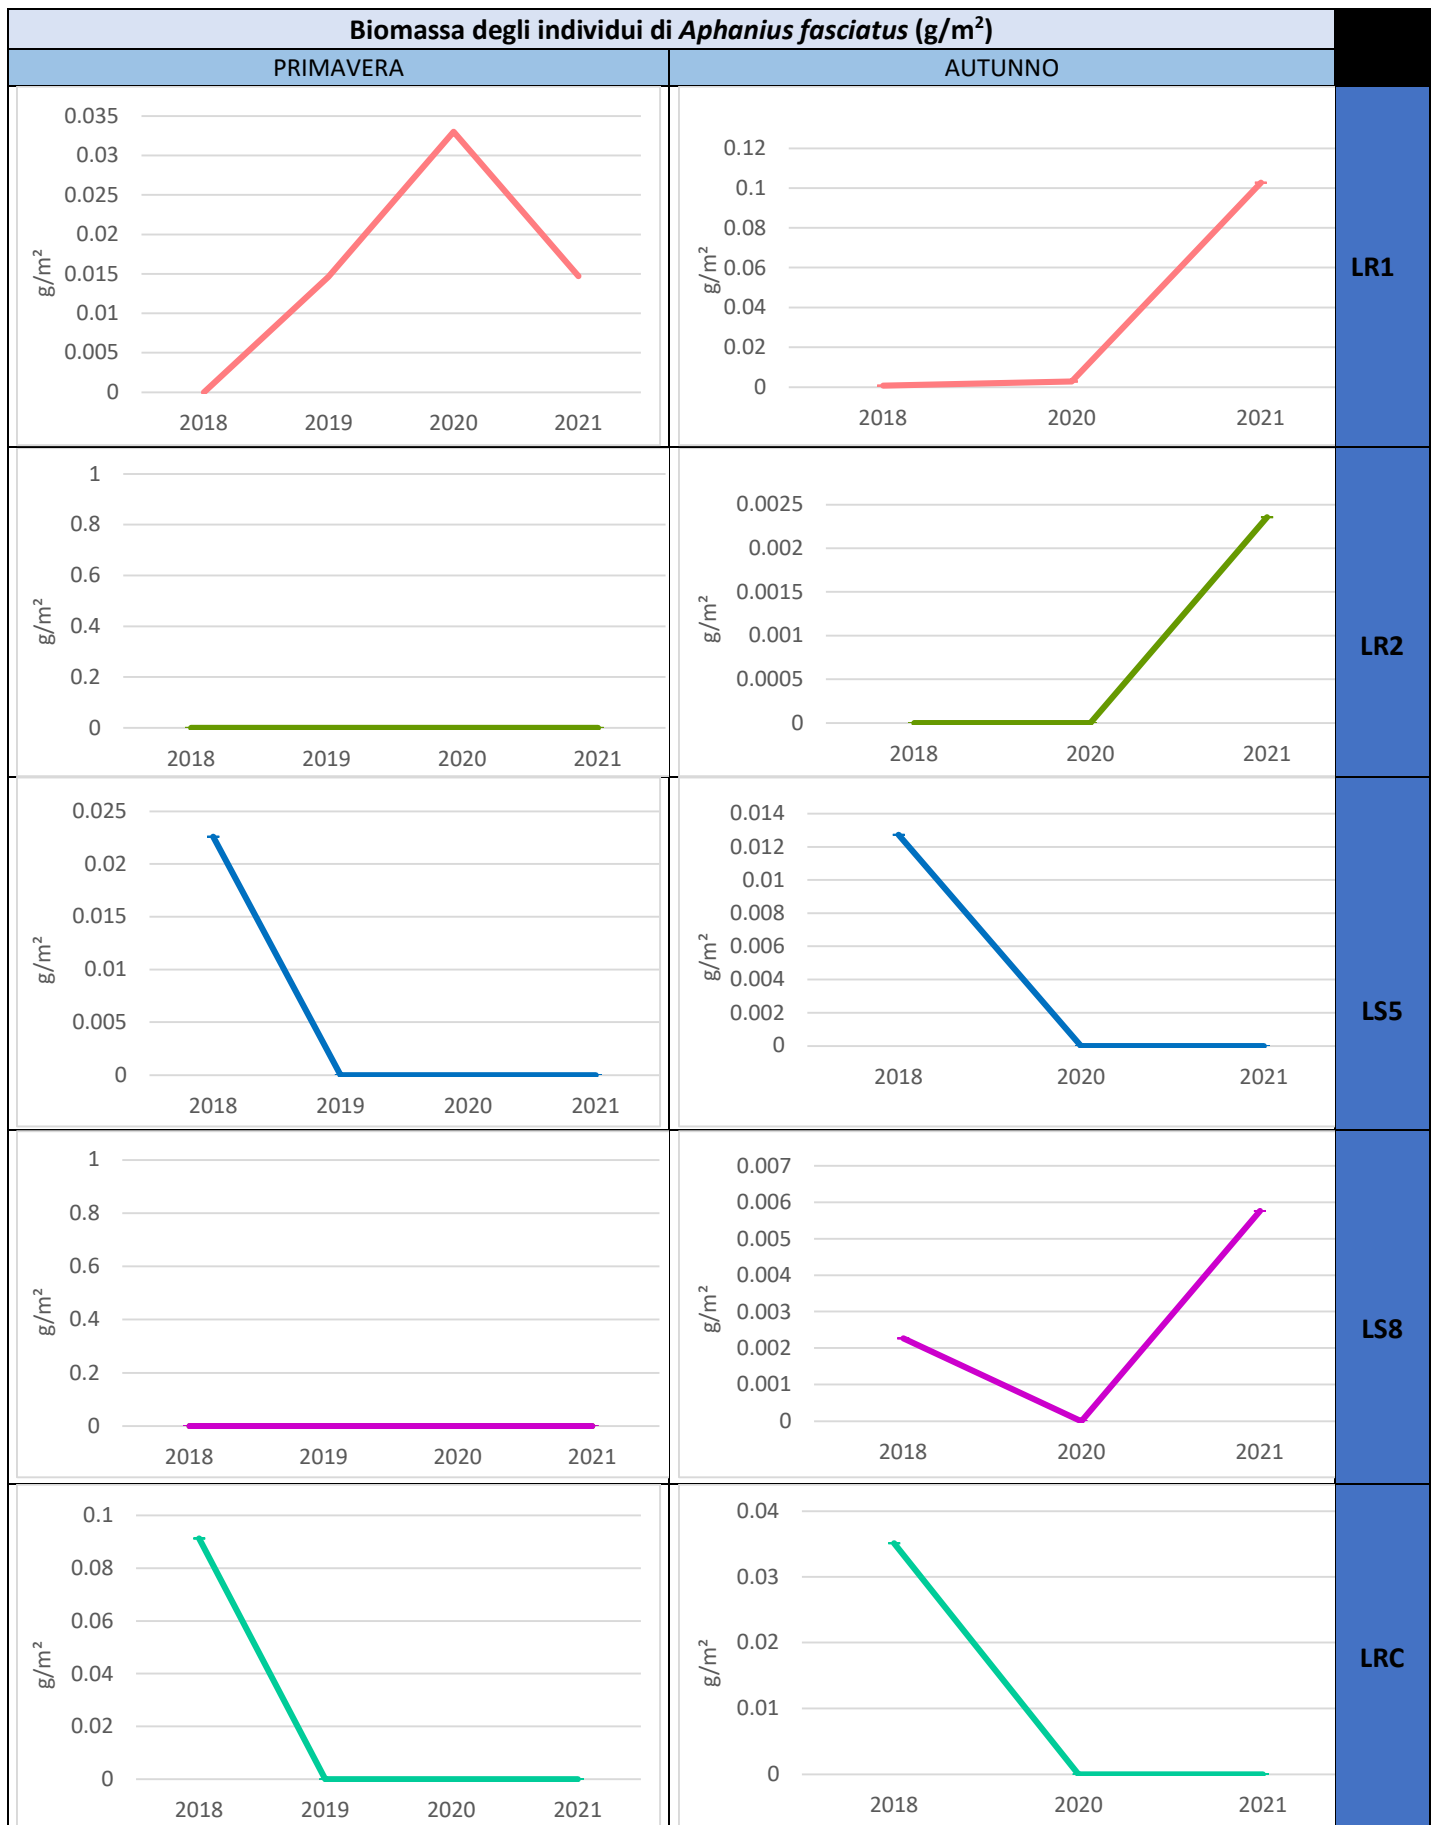 Biomassa degli individui di Aphanius fasciatus (g/m²)
PRIMAVERA
AUTUNNO
0.035
0.03
0.025
0.02
0.015
0.01
0.005
0
g/m²
2018 2019 2020 2021
0.12
0.1
0.08
0.06
0.04
0.02
0
g/m²
2018 2020 2021
LR1
1
0.8
0.6
0.4
0.2
0
g/m²
2018 2019 2020 2021
0.0025
0.002
0.0015
0.001
0.0005
0
g/m²
2018 2020 2021
LR2
0.025
0.02
0.015
0.01
0.005
0
g/m²
2018 2019 2020 2021
0.014
0.012
0.01
0.008
0.006
0.004
0.002
0
g/m²
2018 2020 2021
LS5
1
0.8
0.6
0.4
0.2
0
g/m²
2018 2019 2020 2021
0.007
0.006
0.005
0.004
0.003
0.002
0.001
0
g/m²
2018 2020 2021
LS8
0.1
0.08
0.06
0.04
0.02
0
g/m²
2018 2019 2020 2021
0.04
0.03
0.02
0.01
0
g/m²
2018 2020 2021
LRC